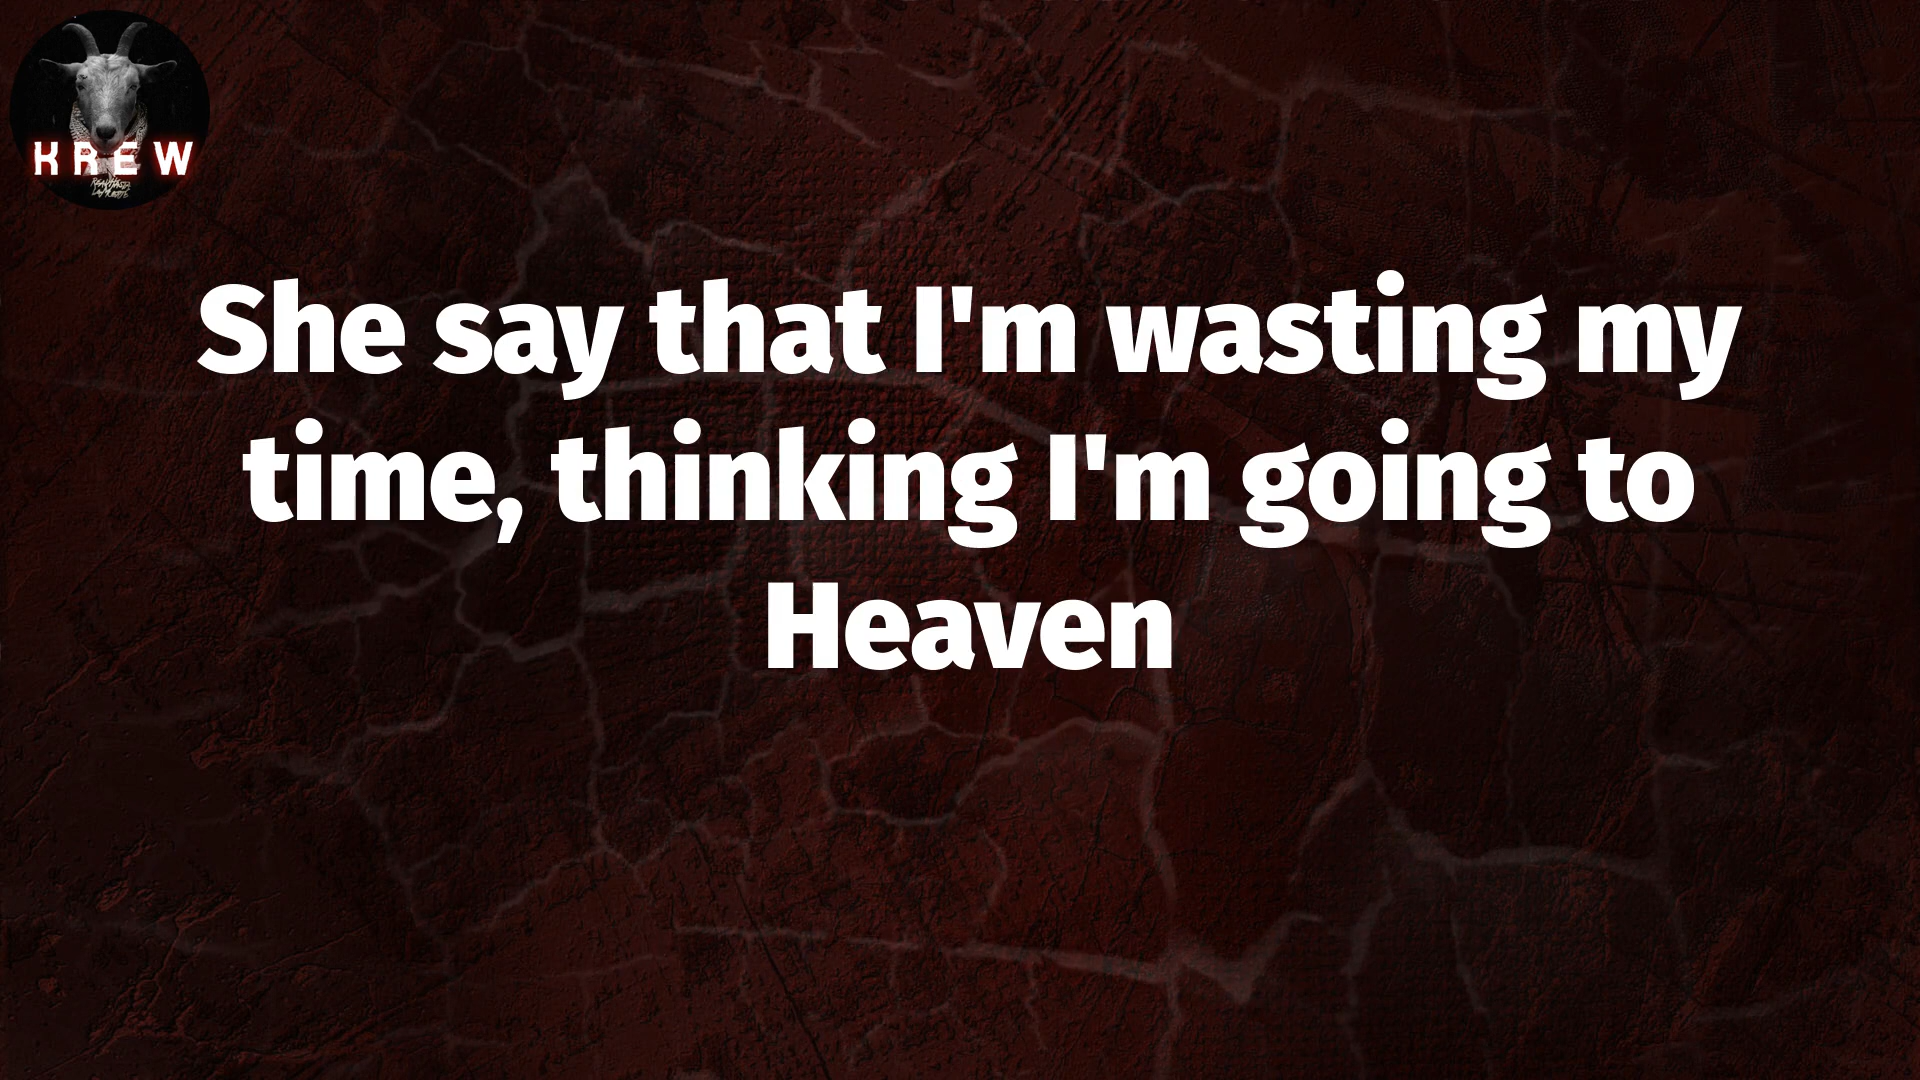 KREW
She say that I'm wasting my
time, thinking I'm going to
Heaven